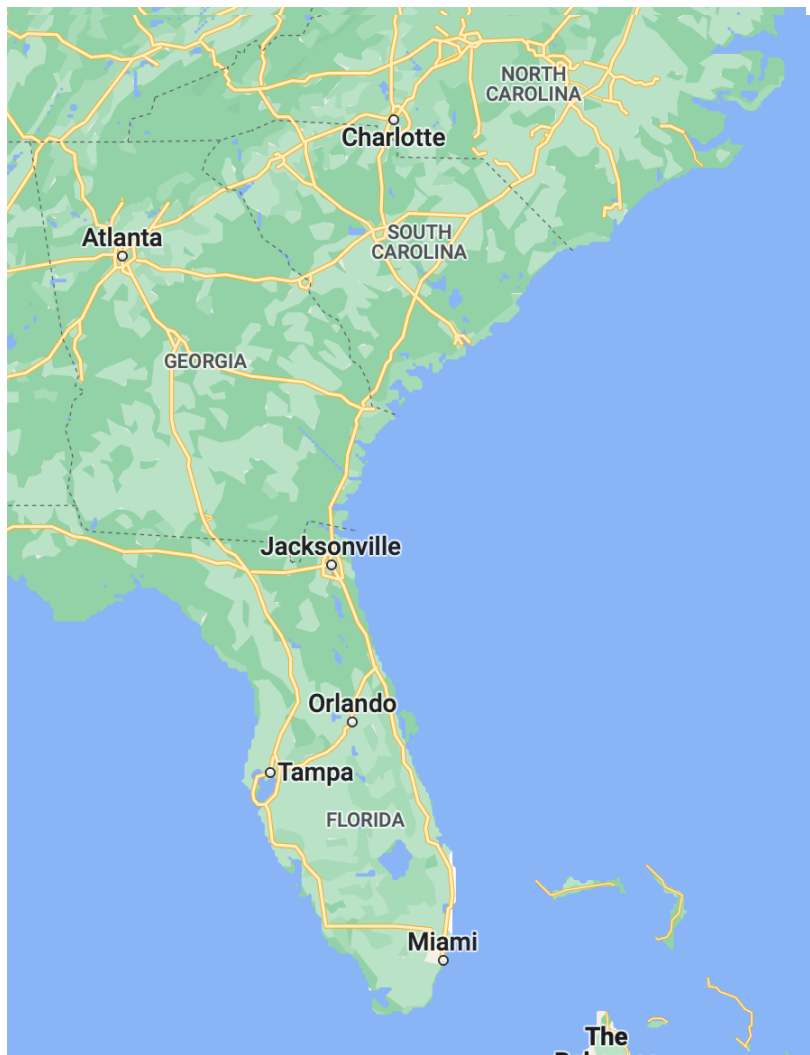 NORTH
CAROLINA
Charlotte
Atlanta
SOUTH
CAROLINA
GEORGIA
Jacksonville
Orlando
Tampa
FLORIDA
Miami
The